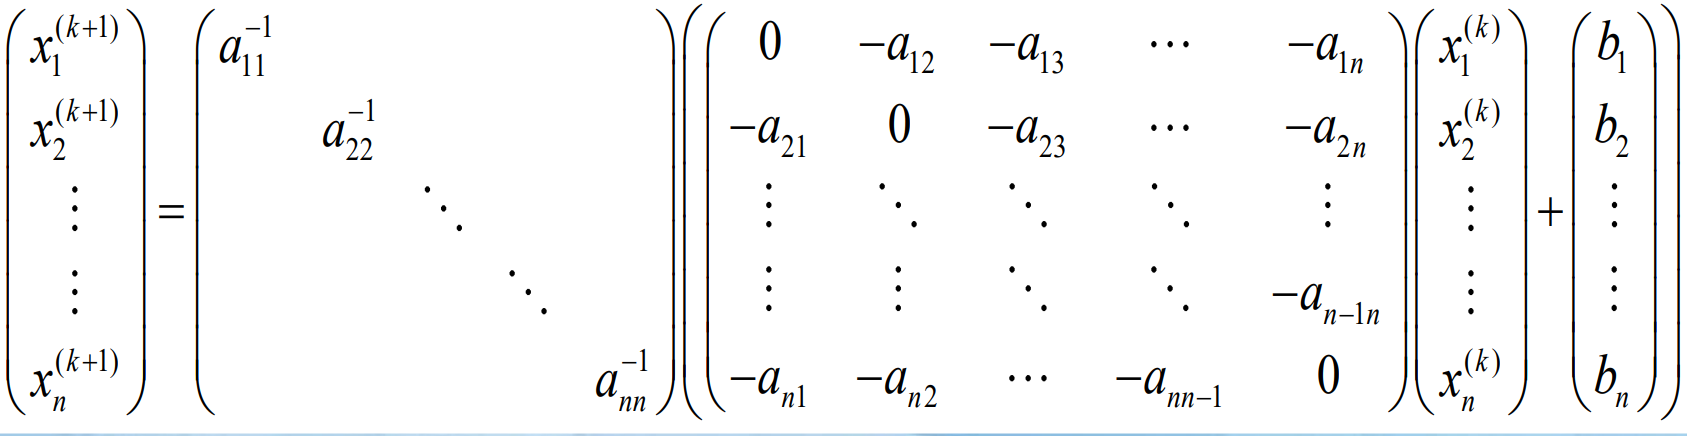 x_1^{(k+1)} a_{11}^{-1} 0 −a_{12} −a_{13} ⋯ −a_{1n} x_1^{(k)} b_1
x_2^{(k+1)} a_{22}^{-1} −a_{21} 0 −a_{23} ⋯ −a_{2n} x_2^{(k)} b_2
⋮ = ⋱ ⋮ ⋱ ⋱ ⋱ ⋮ ⋮ + ⋮
⋮ ⋱ ⋮ ⋮ ⋱ ⋱ −a_{n−1n} ⋮ ⋮
x_n^{(k+1)} a_{nn}^{-1} −a_{n1} −a_{n2} ⋯ −a_{nn−1} 0 x_n^{(k)} b_n